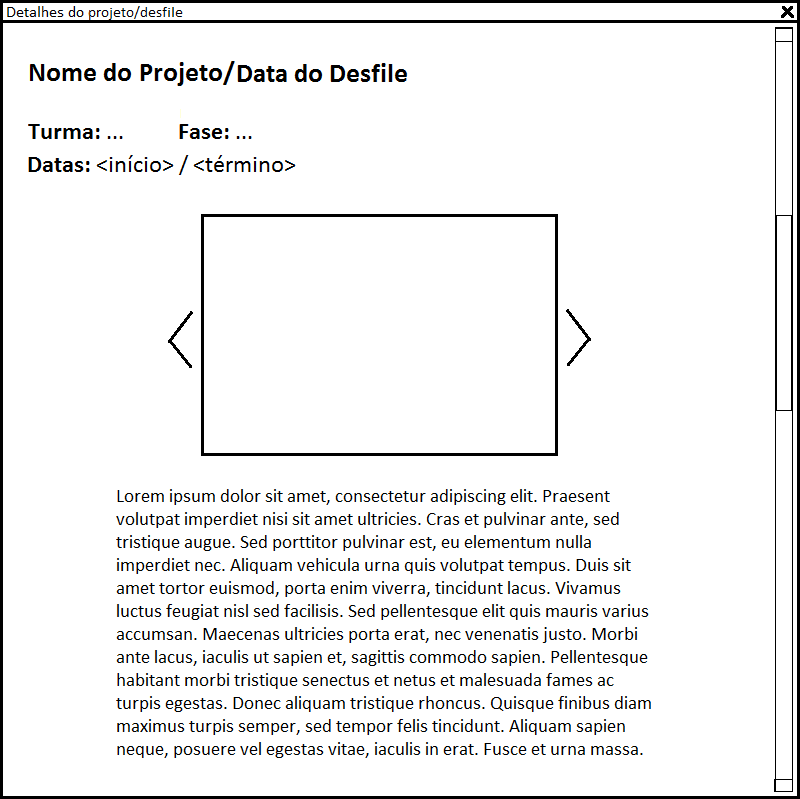 Detalhes do projeto/desfile
Nome do Projeto/Data do Desfile
Turma: ... Fase: ...
Datas: <início> / <término>
Lorem ipsum dolor sit amet, consectetur adipiscing elit. Praesent
volutpat imperdiet nisi sit amet ultricies. Cras et pulvinar ante, sed
tristique augue. Sed porttitor pulvinar est, eu elementum nulla
imperdiet nec. Aliquam vehicula urna quis volutpat tempus. Duis sit
amet tortor euismod, porta enim viverra, tincidunt lacus. Vivamus
luctus feugiat nisl sed facilisis. Sed pellentesque elit quis mauris varius
accumsan. Maecenas ultricies porta erat, nec venenatis justo. Morbi
ante lacus, iaculis ut sapien et, sagittis commodo sapien. Pellentesque
habitant morbi tristique senectus et netus et malesuada fames ac
turpis egestas. Donec aliquam tristique rhoncus. Quisque finibus diam
maximus turpis semper, sed tempor felis tincidunt. Aliquam sapien
neque, posuere vel egestas vitae, iaculis in erat. Fusce et urna massa.